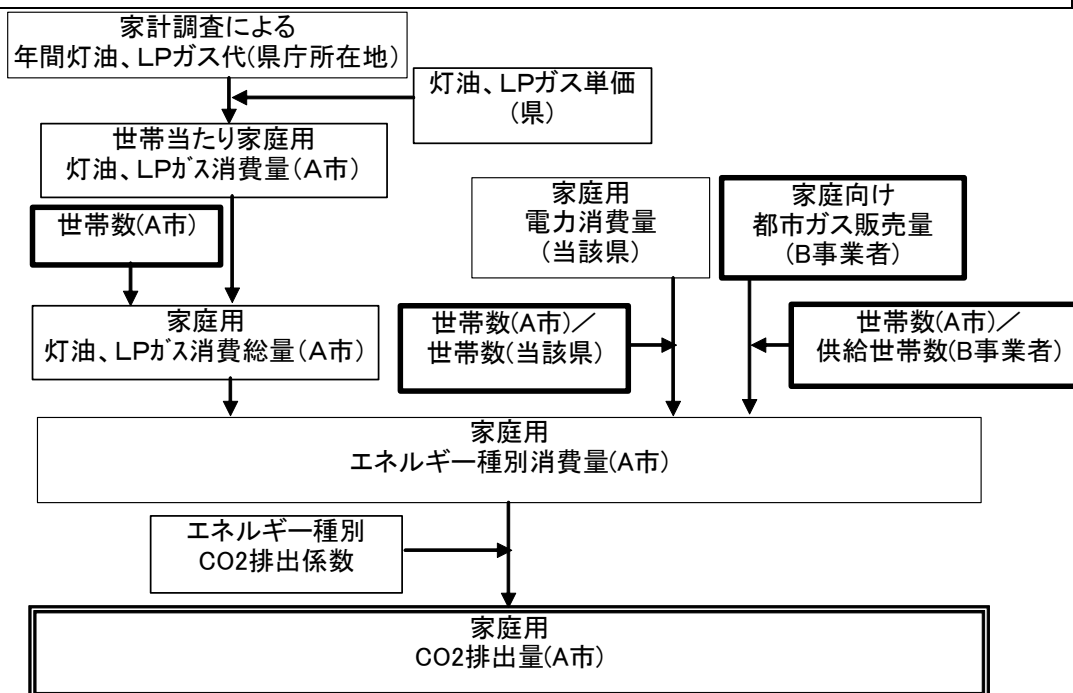 家計調査による
年間灯油、LPガス代(県庁所在地)
灯油、LPガス単価
(県)
世帯当たり家庭用
灯油、LPガス消費量(A市)
世帯数(A市)
家庭用
電力消費量
(当該県)
家庭向け
都市ガス販売量
(B事業者)
家庭用
灯油、LPガス消費総量(A市)
世帯数(A市)／
世帯数(当該県)
世帯数(A市)／
供給世帯数(B事業者)
家庭用
エネルギー種別消費量(A市)
エネルギー種別
CO2排出係数
家庭用
CO2排出量(A市)